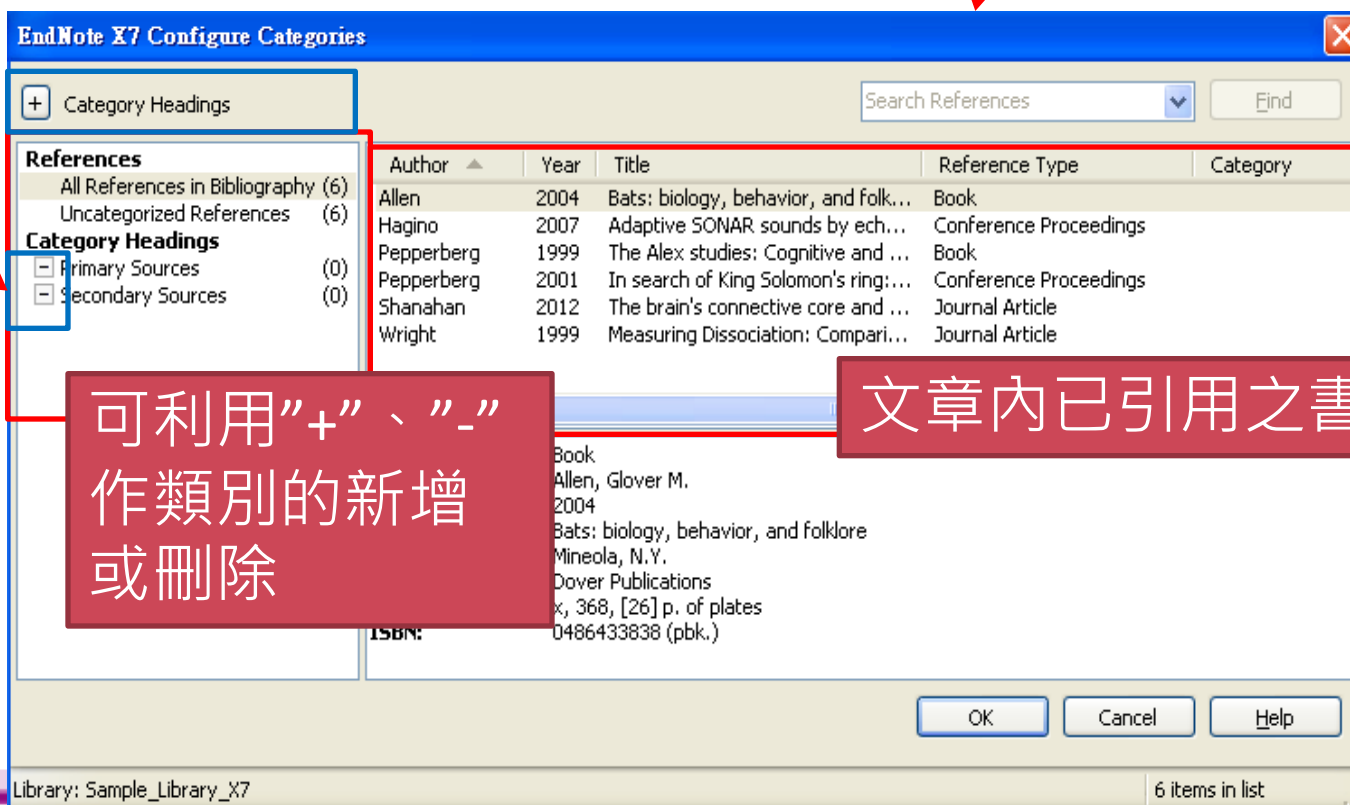 EndNote X7 Configure Categories
+ Category Headings
Search References
Find
References
All References in Bibliography (6)
Uncategorized References (6)
Category Headings
- Primary Sources (0)
- Secondary Sources (0)
Author Year Title Reference Type Category
Allen 2004 Bats: biology, behavior, and folk... Book
Hagino 2007 Adaptive SONAR sounds by ech... Conference Proceedings
Pepperberg 1999 The Alex studies: Cognitive and ... Book
Pepperberg 2001 In search of King Solomon's ring:... Conference Proceedings
Shanahan 2012 The brain's connective core and ... Journal Article
Wright 1999 Measuring Dissociation: Compari... Journal Article
可利用”+”、”-”
作類別的新增
或刪除
文章內已引用之書
Book
Allen, Glover M.
2004
Bats: biology, behavior, and folklore
Mineola, N.Y.
Dover Publications
x, 368, [26] p. of plates
ISBN: 0486433838 (pbk.)
OK Cancel Help
Library: Sample_Library_X7
6 items in list